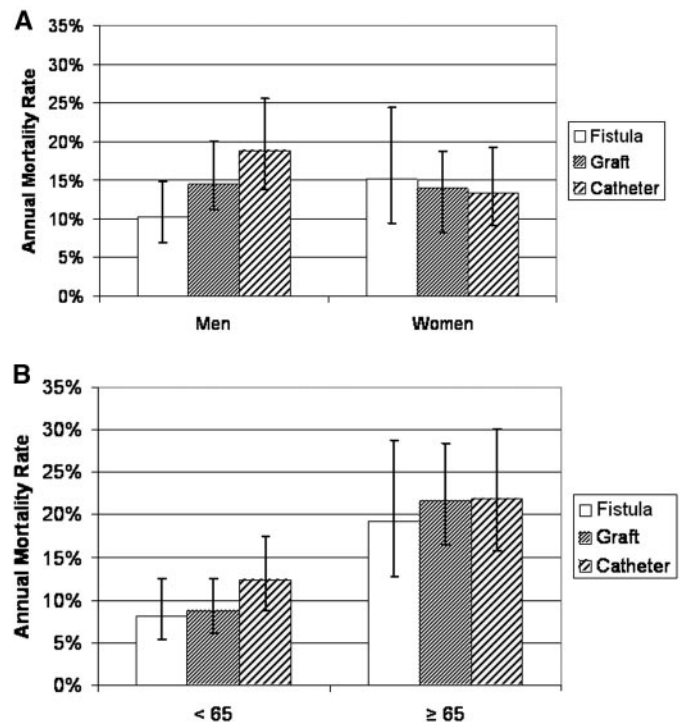 A
Annual Mortality Rate
35%
30%
25%
20%
15%
10%
5%
0%
Men Women
Fistula
Graft
Catheter
B
Annual Mortality Rate
35%
30%
25%
20%
15%
10%
5%
0%
< 65 ≥ 65
Fistula
Graft
Catheter